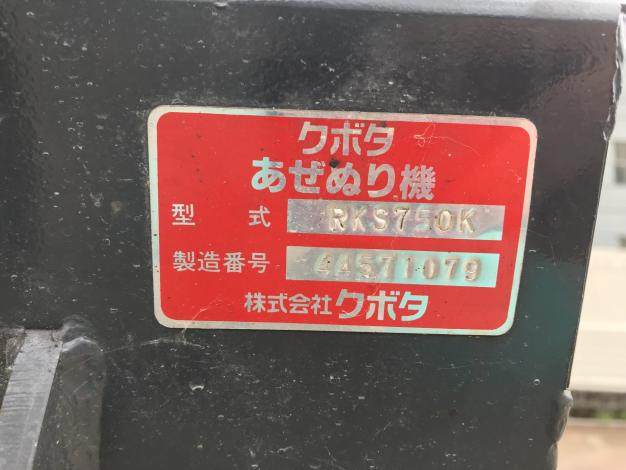 クボタ
あぜぬり機
型 式 RKS750K
製造番号 44571079
株式会社クボタ